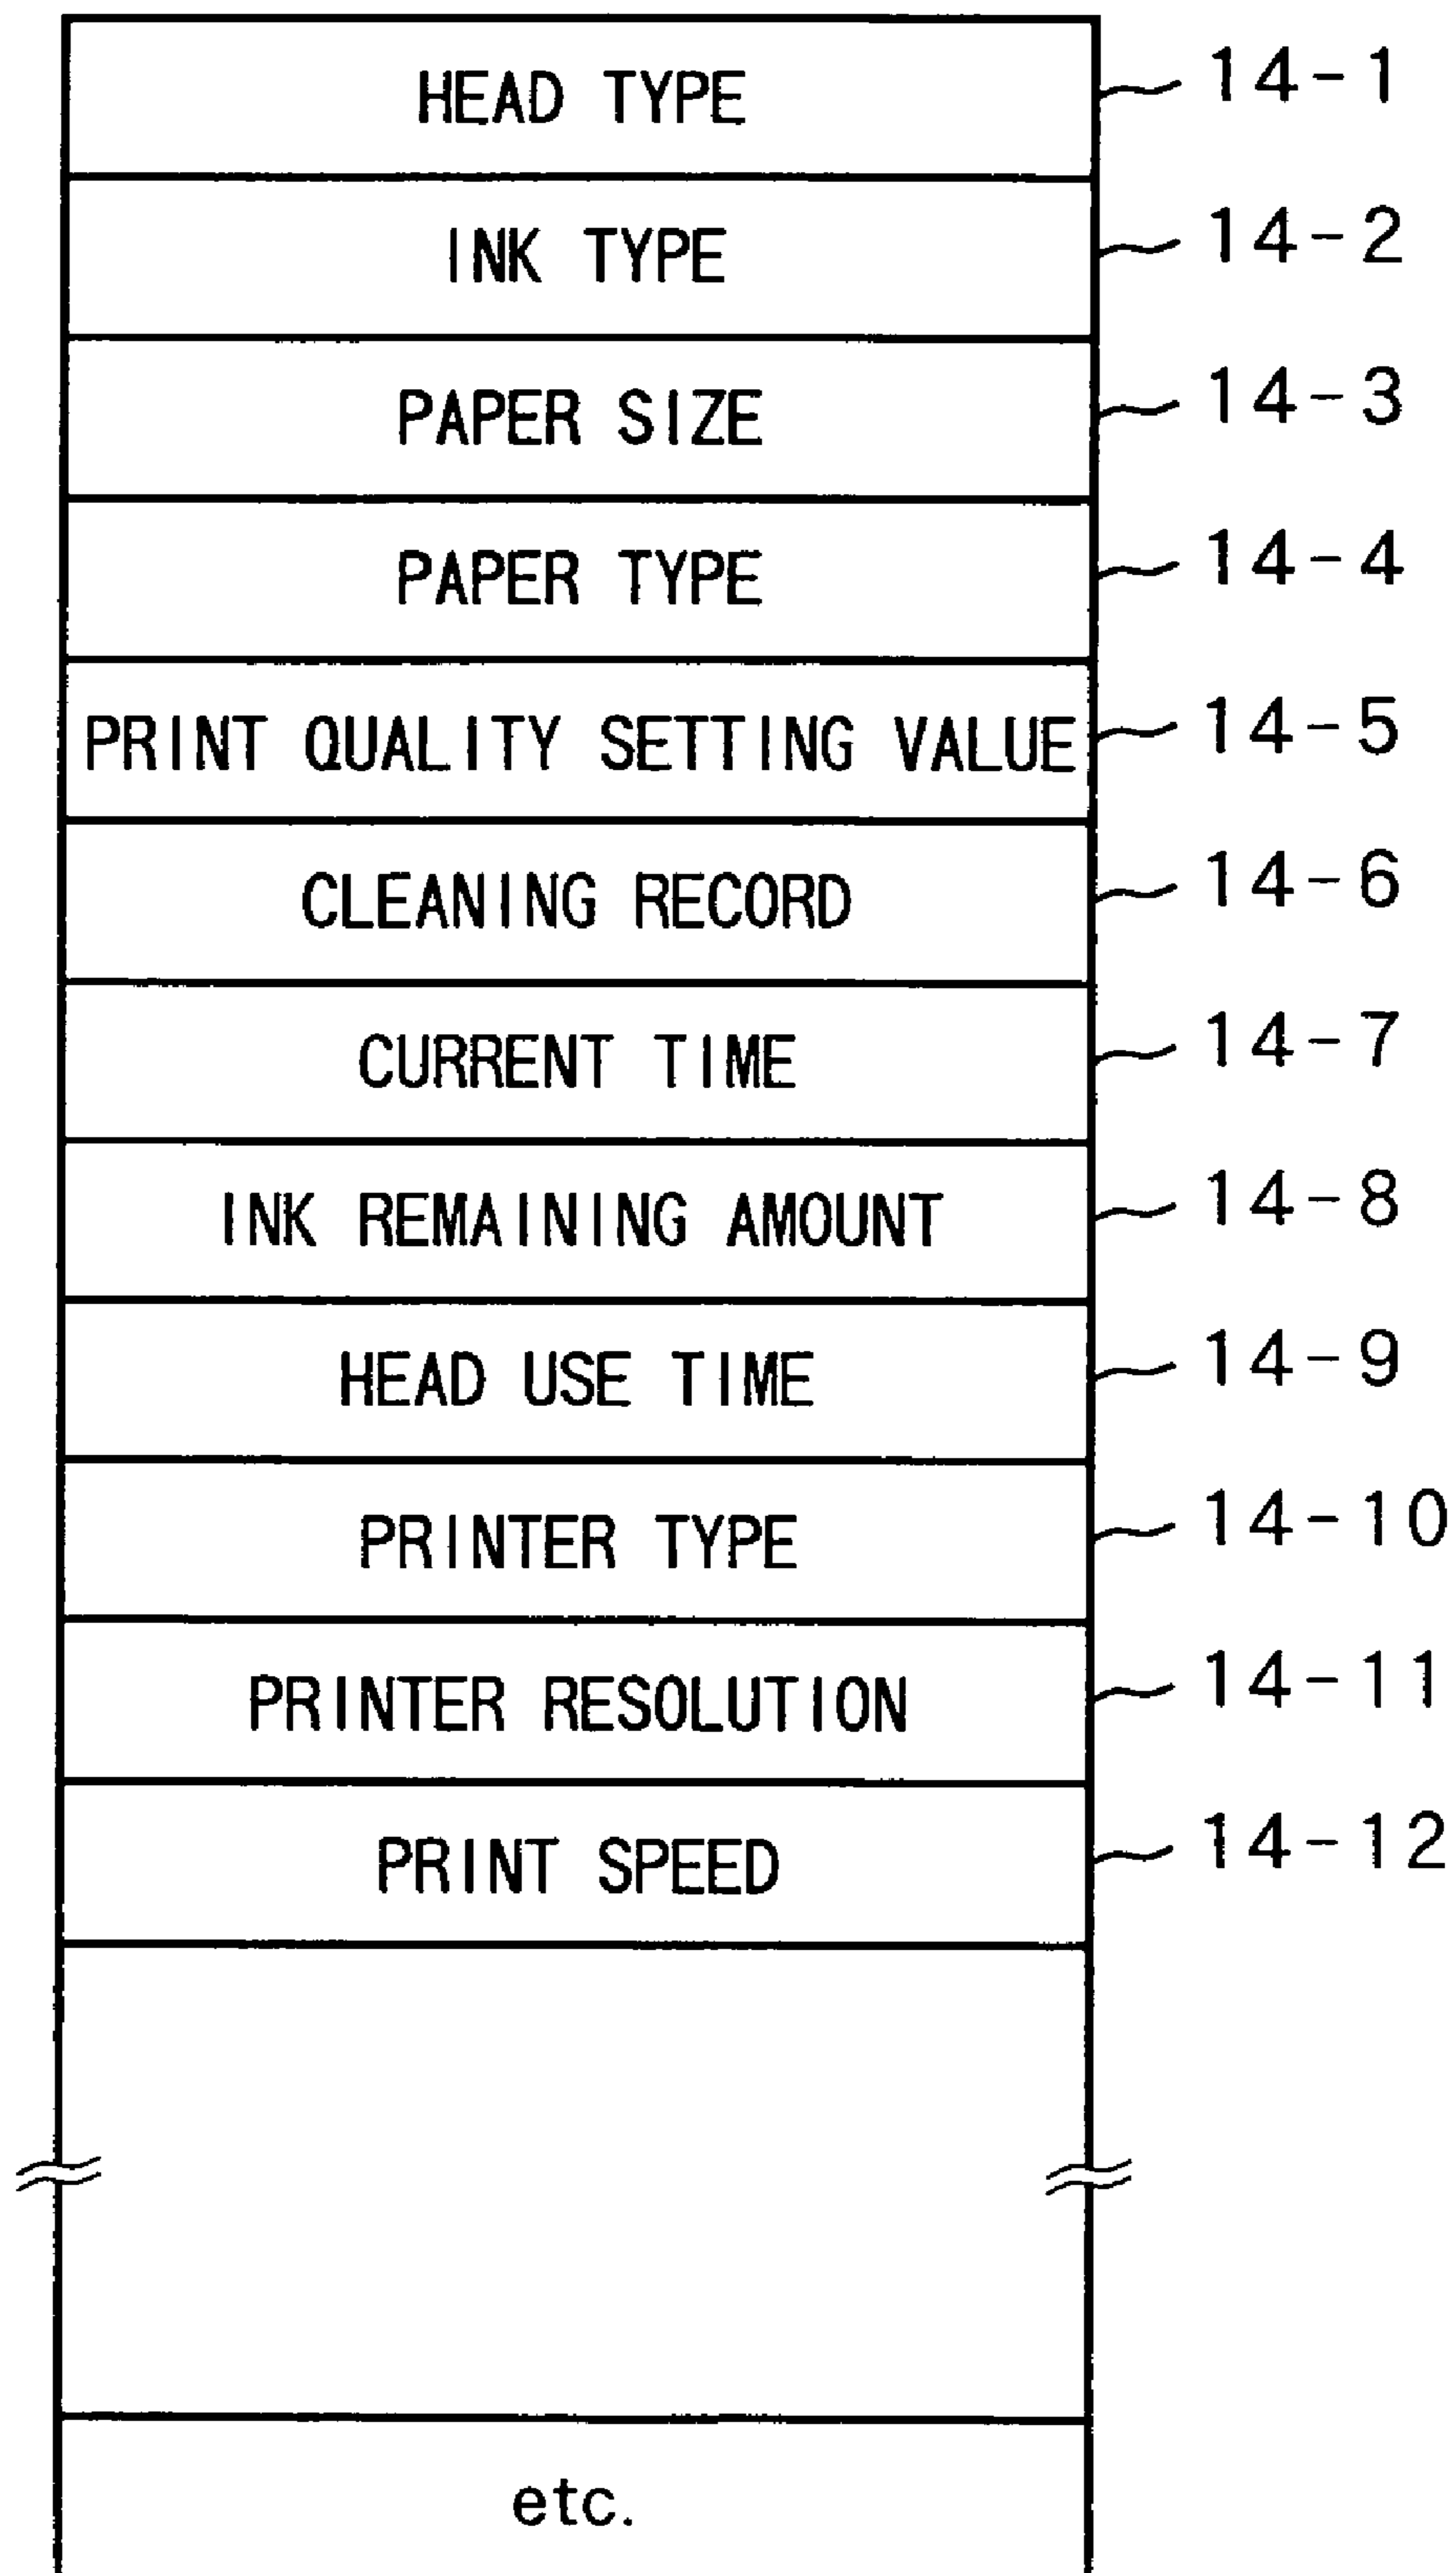 HEAD TYPE 14-1
INK TYPE 14-2
PAPER SIZE 14-3
PAPER TYPE 14-4
PRINT QUALITY SETTING VALUE 14-5
CLEANING RECORD 14-6
CURRENT TIME 14-7
INK REMAINING AMOUNT 14-8
HEAD USE TIME 14-9
PRINTER TYPE 14-10
PRINTER RESOLUTION 14-11
PRINT SPEED 14-12
etc.